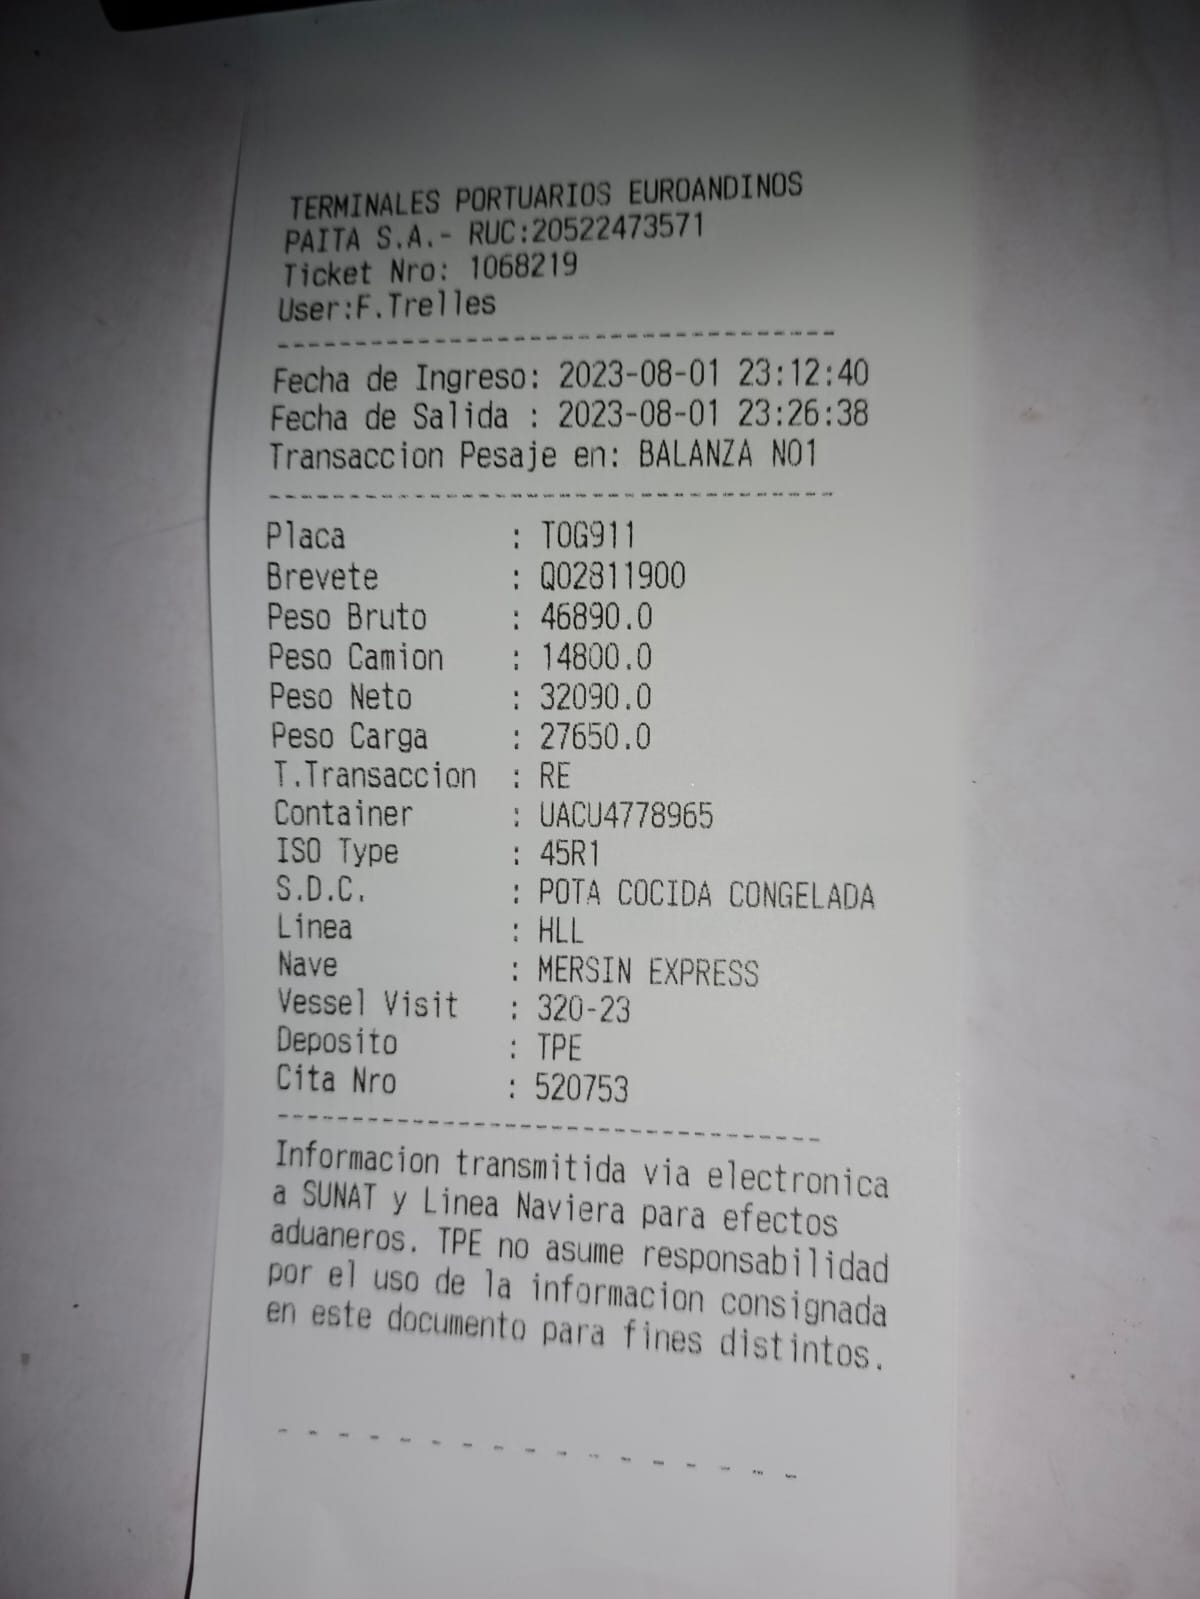 TERMINALES PORTUARIOS EUROANDINOS
PAITA S.A.- RUC:20522473571
Ticket Nro: 1068219
User:F.Trelles
-----------------------------------
Fecha de Ingreso: 2023-08-01 23:12:40
Fecha de Salida : 2023-08-01 23:26:38
Transaccion Pesaje en: BALANZA NO1
-----------------------------------
Placa : TOG911
Brevete : Q02811900
Peso Bruto : 46890.0
Peso Camion : 14800.0
Peso Neto : 32090.0
Peso Carga : 27650.0
T.Transaccion : RE
Container : UACU4778965
ISO Type : 45R1
S.D.C. : POTA COCIDA CONGELADA
Linea : HLL
Nave : MERSIN EXPRESS
Vessel Visit : 320-23
Deposito : TPE
Cita Nro : 520753
-----------------------------------
Informacion transmitida via electronica
a SUNAT y Linea Naviera para efectos
aduaneros. TPE no asume responsabilidad
por el uso de la informacion consignada
en este documento para fines distintos.
- - - - - - - - - - - - - - - - -